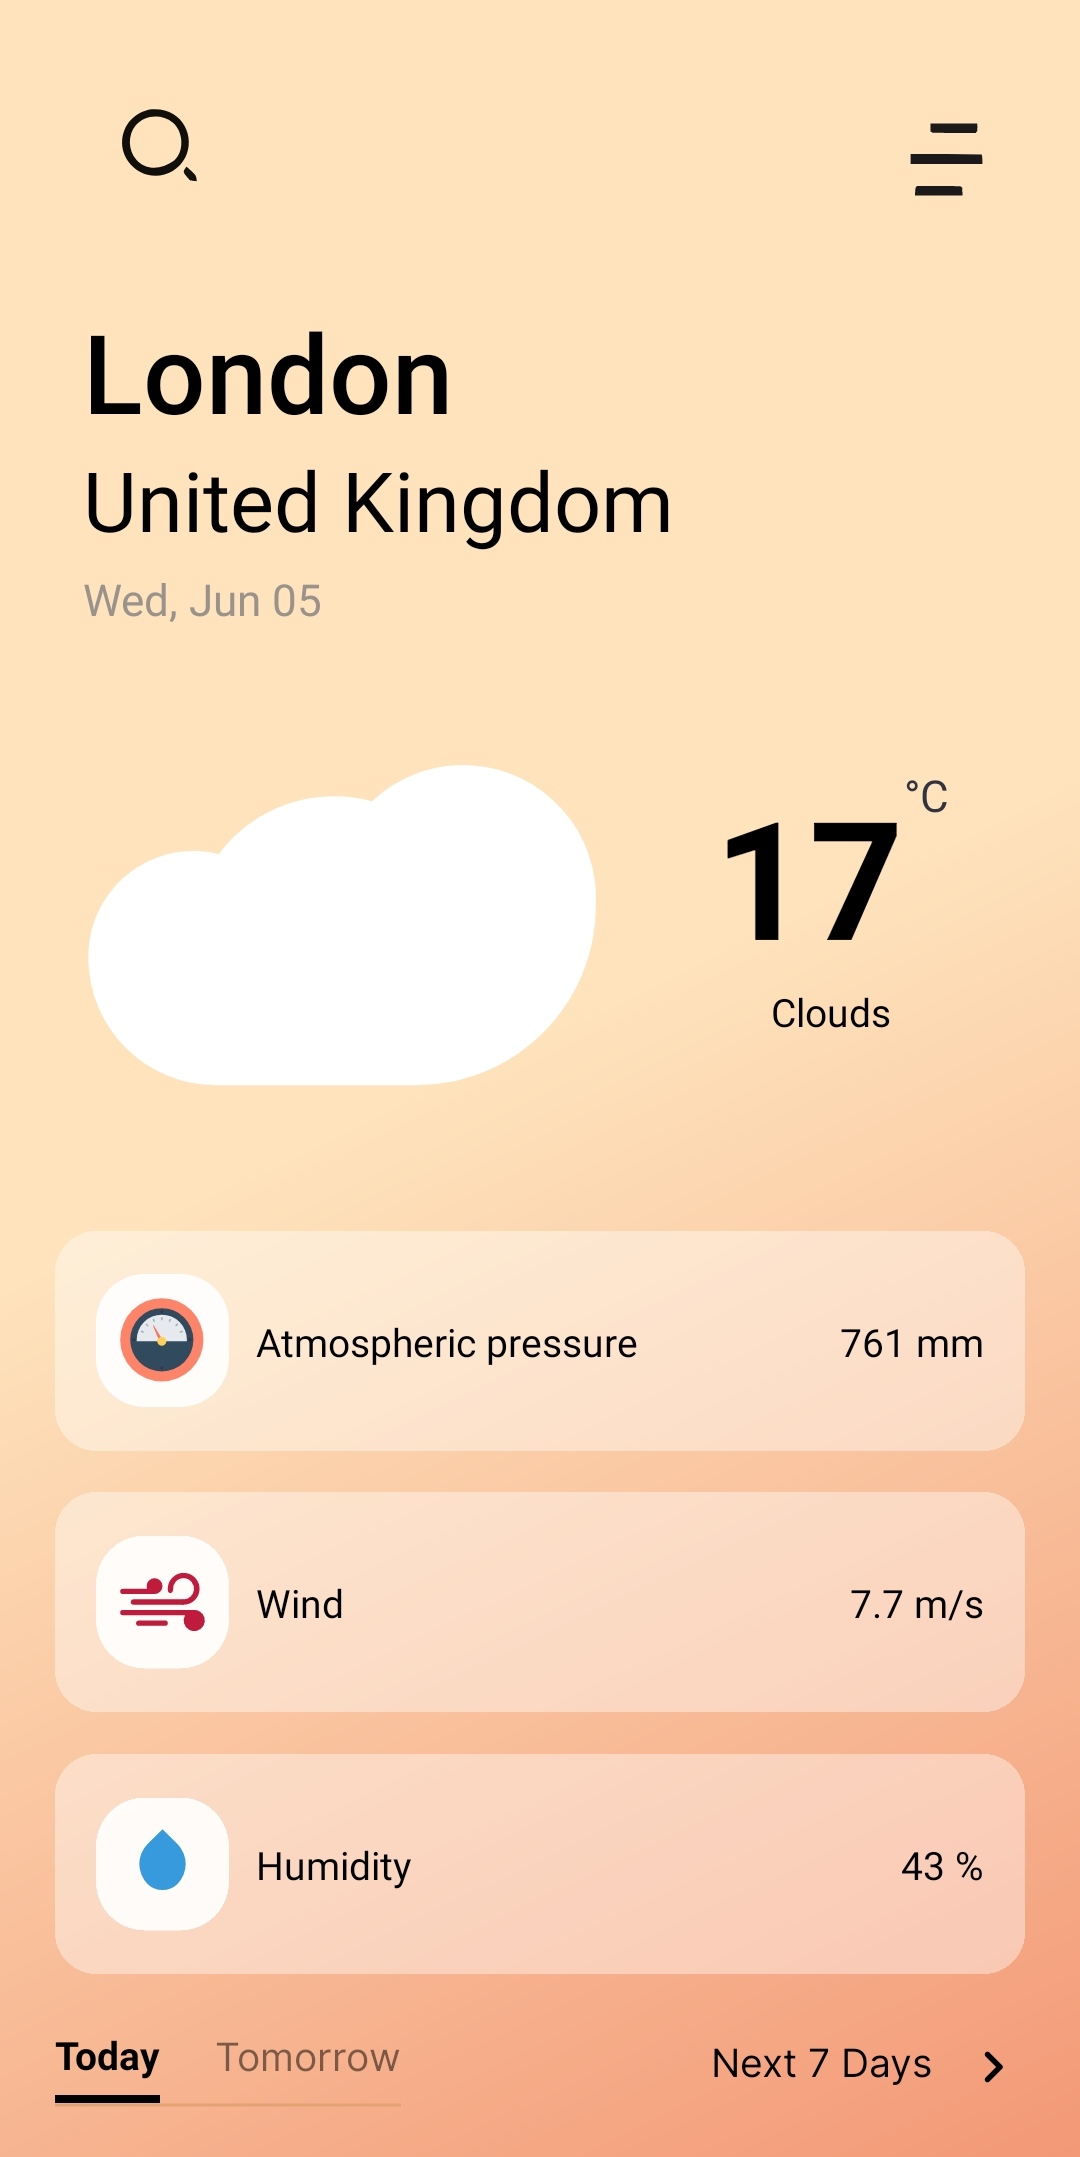 London
United Kingdom
Wed, Jun 05
°C
17
Clouds
Atmospheric pressure 761 mm
Wind 7.7 m/s
Humidity 43 %
Today Tomorrow Next 7 Days